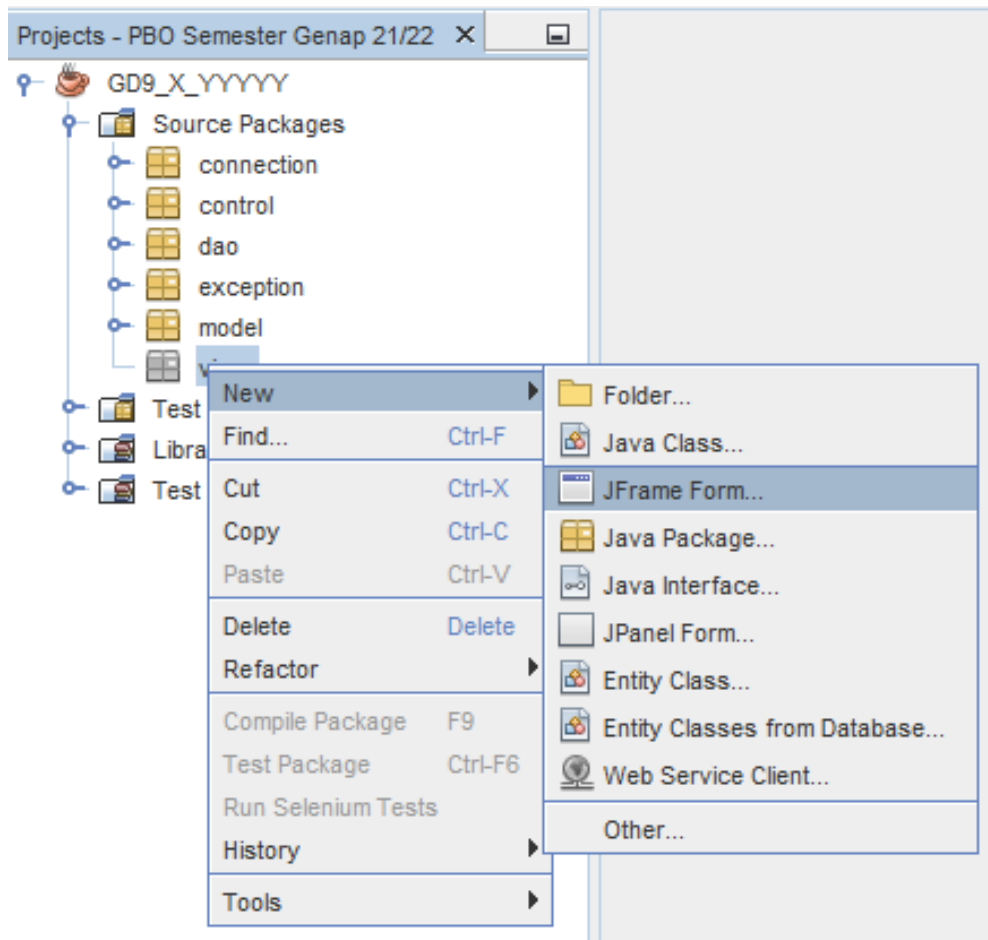 Projects - PBO Semester Genap 21/22
GD9_X_YYYYY
Source Packages
connection
control
dao
exception
model
Test
Libra
Test
New
Find... Ctrl-F
Cut Ctrl-X
Copy Ctrl-C
Paste Ctrl-V
Delete Delete
Refactor
Compile Package F9
Test Package Ctrl-F6
Run Selenium Tests
History
Tools
Folder...
Java Class...
JFrame Form...
Java Package...
Java Interface...
JPanel Form...
Entity Class...
Entity Classes from Database...
Web Service Client...
Other...